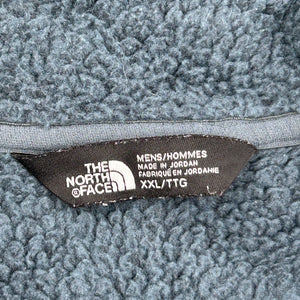 THE
NORTH
FACE
®
MENS/HOMMES
MADE IN JORDAN
FABRIQUÉ EN JORDANIE
XXL/TTG